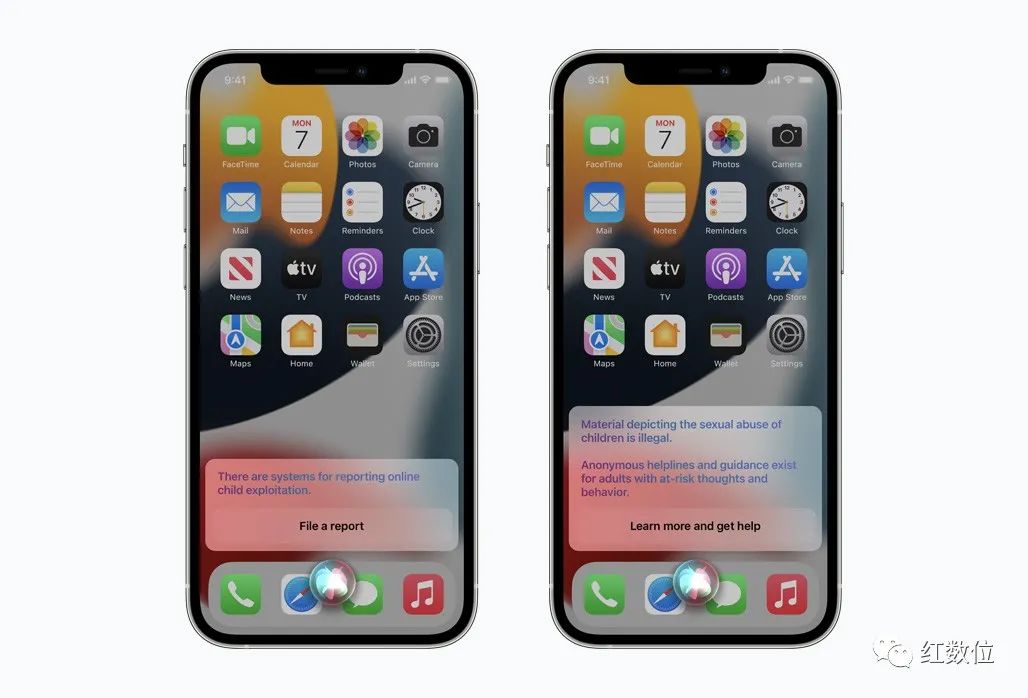 9:41
MON
7
FaceTime Calendar Photos Camera
Mail Notes Reminders Clock
tv
News TV Podcasts App Store
Maps Home Wallet Settings
There are systems for reporting online
child exploitation.
File a report
9:41
MON
7
FaceTime Calendar Photos Camera
Mail Notes Reminders Clock
tv
News TV Podcasts App Store
Maps Home Wallet Settings
Material depicting the sexual abuse of
children is illegal.
Anonymous helplines and guidance exist
for adults with at-risk thoughts and
behavior.
Learn more and get help
红数位